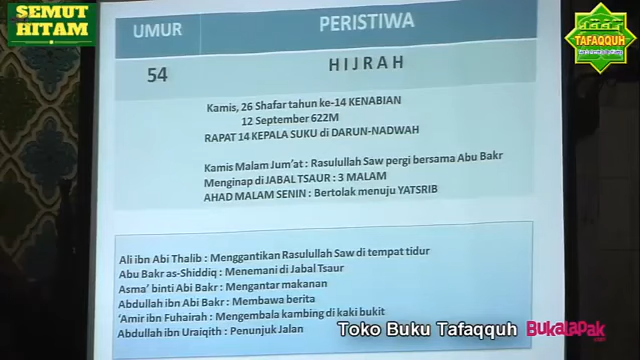 SEMUT
HITAM
TAFAQQUH
UMUR PERISTIWA
54 HIJRAH
Kamis, 26 Shafar tahun ke-14 KENABIAN
12 September 622M
RAPAT 14 KEPALA SUKU di DARUN-NADWAH
Kamis Malam Jum'at : Rasulullah Saw pergi bersama Abu Bakr
Menginap di JABAL TSAUR : 3 MALAM
AHAD MALAM SENIN : Bertolak menuju YATSRIB
Ali ibn Abi Thalib : Menggantikan Rasulullah Saw di tempat tidur
Abu Bakr as-Shiddiq : Menemani di Jabal Tsaur
Asma' binti Abi Bakr : Mengantar makanan
Abdullah ibn Abi Bakr : Membawa berita
'Amir ibn Fuhairah : Mengembala kambing di kaki bukit
Abdullah ibn Uraiqith : Penunjuk Jalan
Toko Buku Tafaqquh Bukalapak
.com